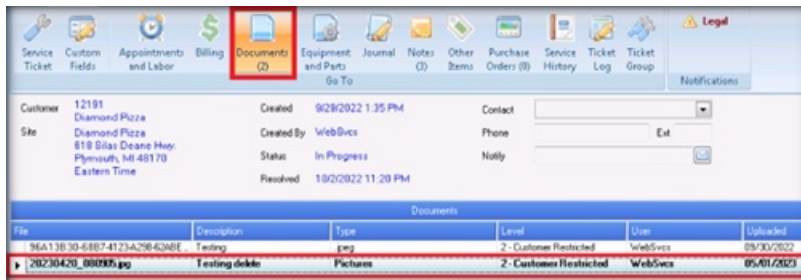 Service Ticket
Custom Fields
Appointments and Labor
Billing
Documents (2)
Equipment and Parts
Journal
Notes (3)
Other Items
Purchase Orders (0)
Service History
Ticket Log
Ticket Group
Legal
Go To
Notifications
Customer 12191 Created 9/29/2022 1:35 PM Contact
Diamond Pizza
Site Diamond Pizza Created By WebSvcs Phone Ext
618 Silas Deane Hwy.
Plymouth, MI 48170 Status In Progress Notify
Eastern Time
Resolved 10/2/2022 11:20 PM
Documents
File Description Type Level User Uploaded
96A13B30-68B7-4123-A298-62ABE... Testing .jpeg 2 - Customer Restricted WebSvcs 09/30/2022
20230420_080905.jpg Testing delete Pictures 2 - Customer Restricted WebSvcs 05/01/2023